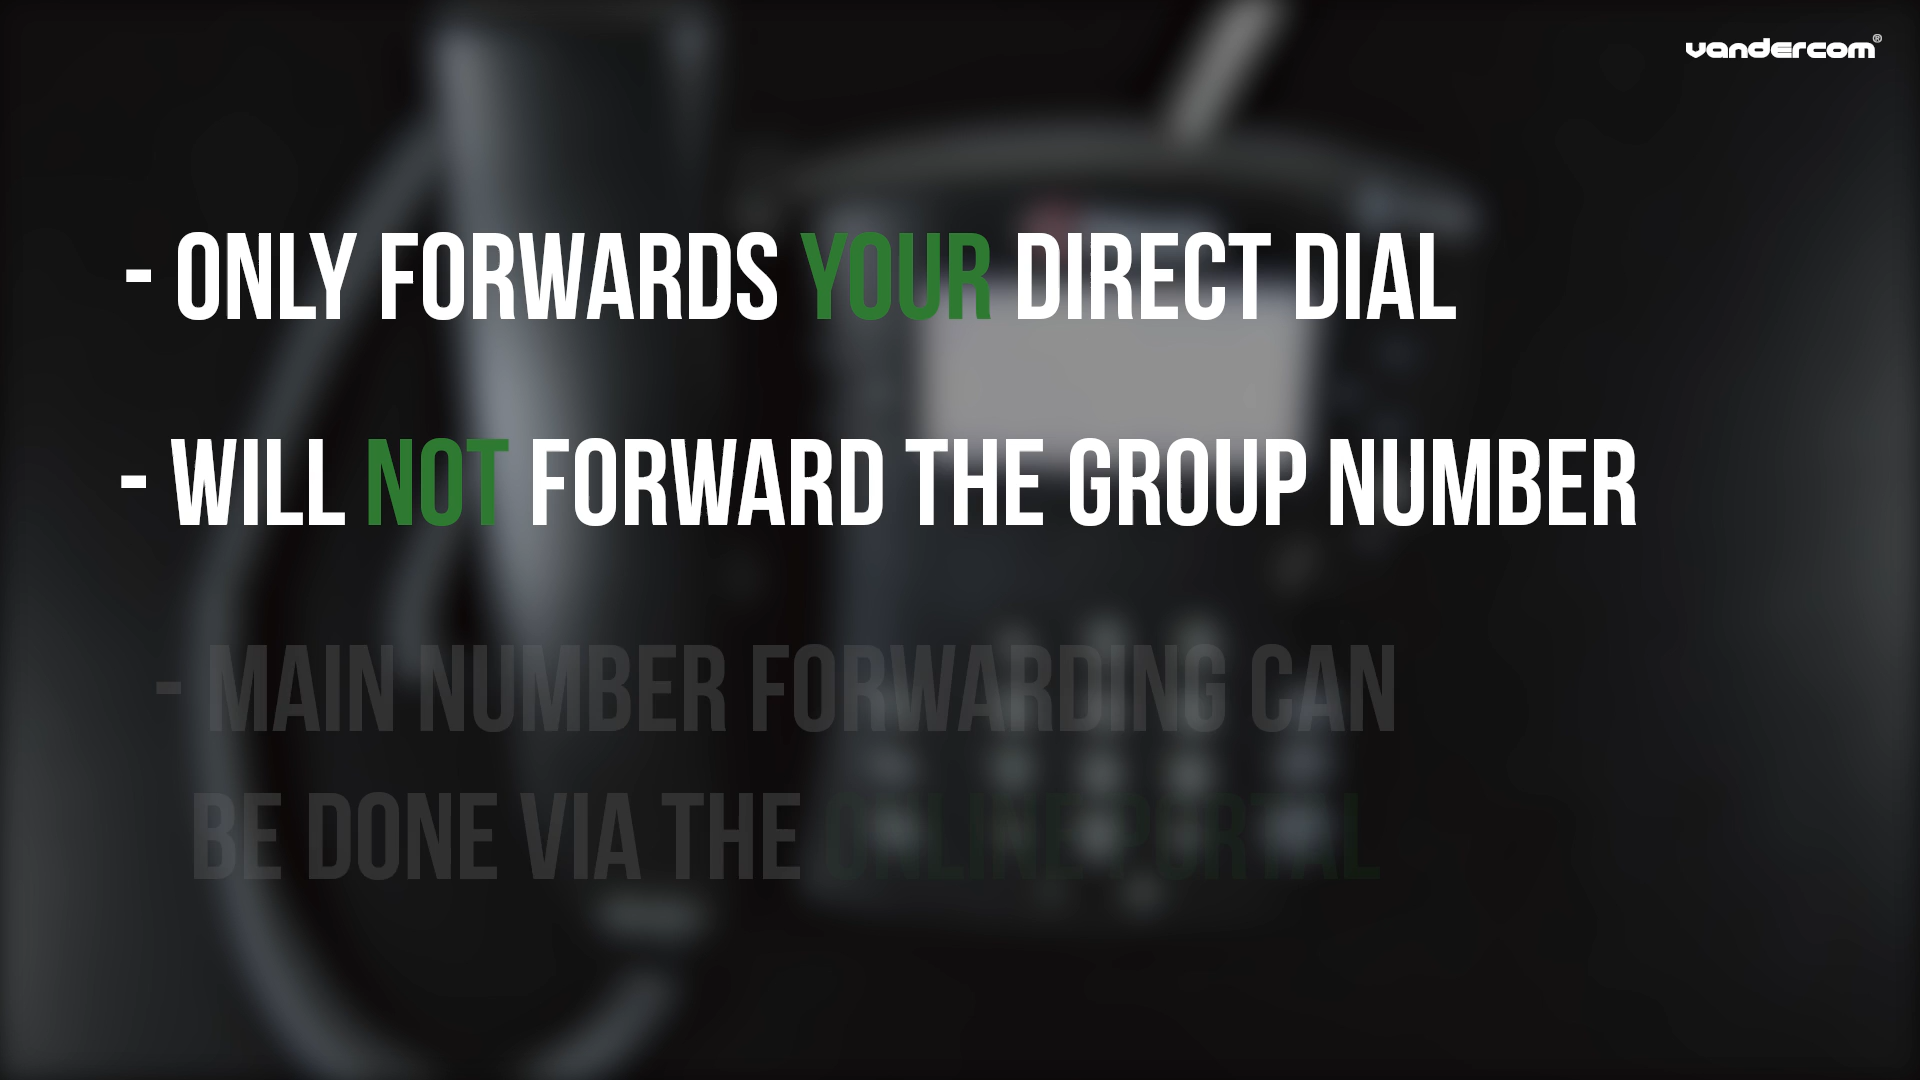 vandercom®
- ONLY FORWARDS YOUR DIRECT DIAL
- WILL NOT FORWARD THE GROUP NUMBER
- MAIN NUMBER FORWARDING CAN
BE DONE VIA THE ONLINE PORTAL